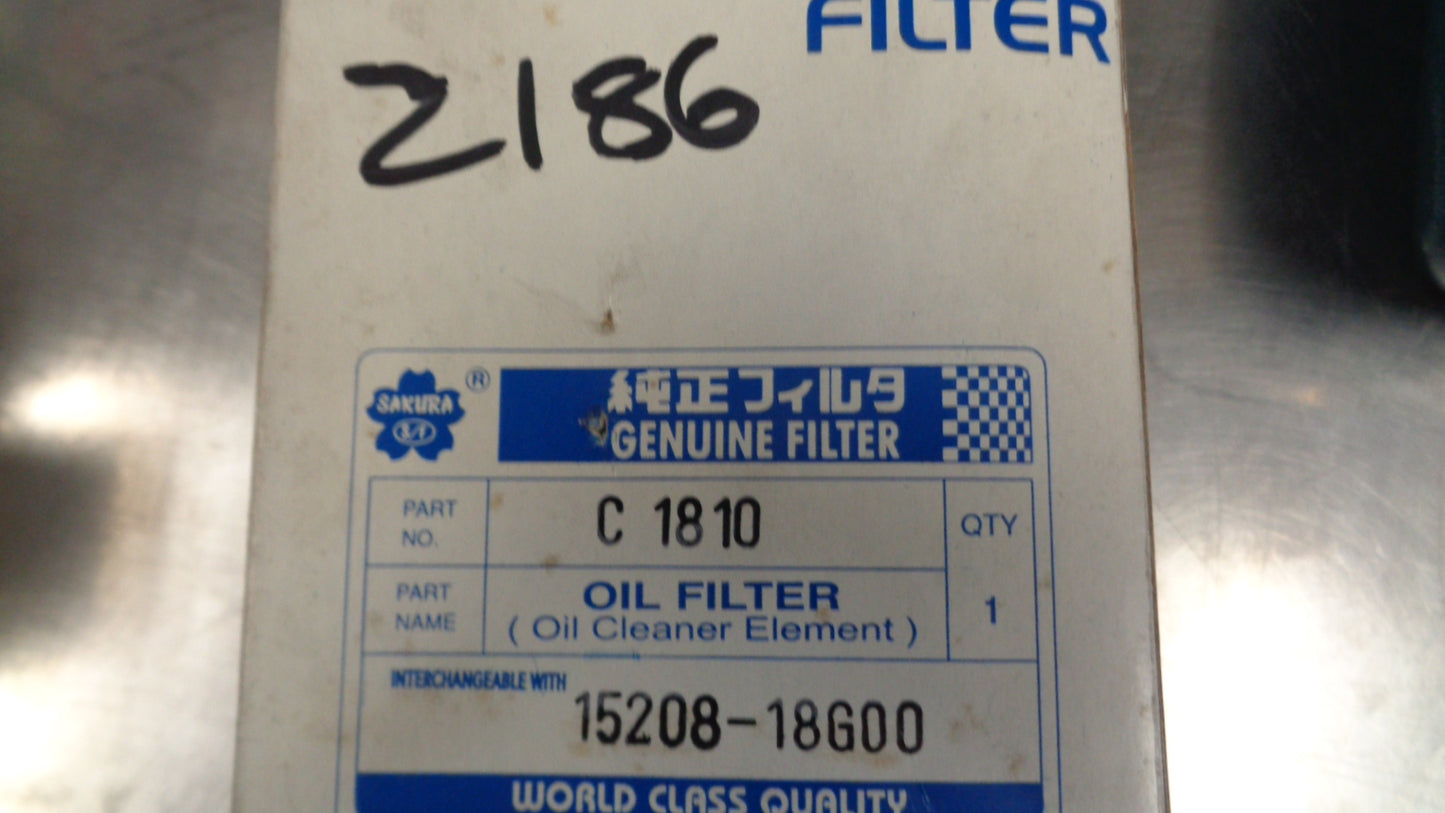 FILTER
2186
SAKURA
®
純正フィルタ
GENUINE FILTER
PART
NO.
C 1810
QTY
PART
NAME
OIL FILTER
( Oil Cleaner Element )
1
INTERCHANGEABLE WITH
15208-18G00
WORLD CLASS QUALITY